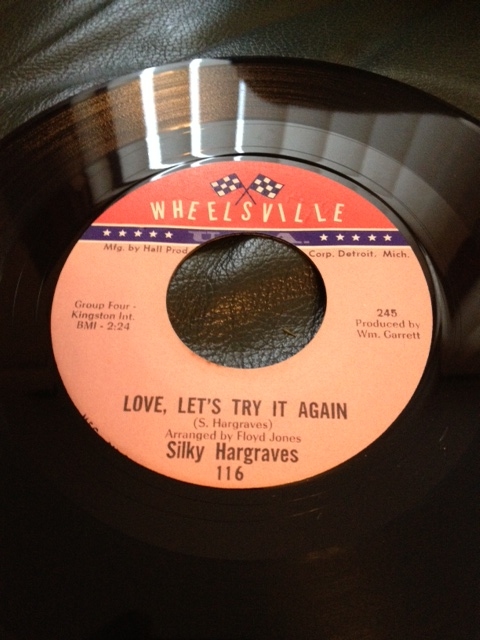 WHEELSVILLE
U.S.A.
Mfg. by Hall Prod Corp. Detroit, Mich.
Group Four -
Kingston Int.
BMI - 2:24
245
Produced by
Wm. Garrett
LOVE, LET'S TRY IT AGAIN
(S. Hargraves)
Arranged by Floyd Jones
Silky Hargraves
116